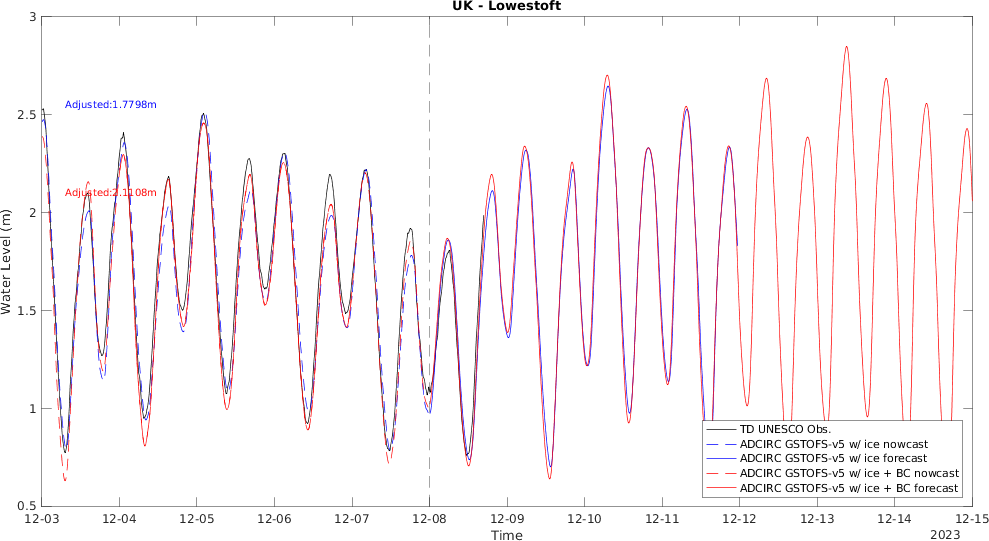 UK - Lowestoft
3
2.5
2
1.5
1
0.5
Water Level (m)
Adjusted:1.7798m
Adjusted:2.1108m
TD UNESCO Obs.
ADCIRC GSTOFS-v5 w/ ice nowcast
ADCIRC GSTOFS-v5 w/ ice forecast
ADCIRC GSTOFS-v5 w/ ice + BC nowcast
ADCIRC GSTOFS-v5 w/ ice + BC forecast
12-03 12-04 12-05 12-06 12-07 12-08 12-09 12-10 12-11 12-12 12-13 12-14 12-15
Time
2023